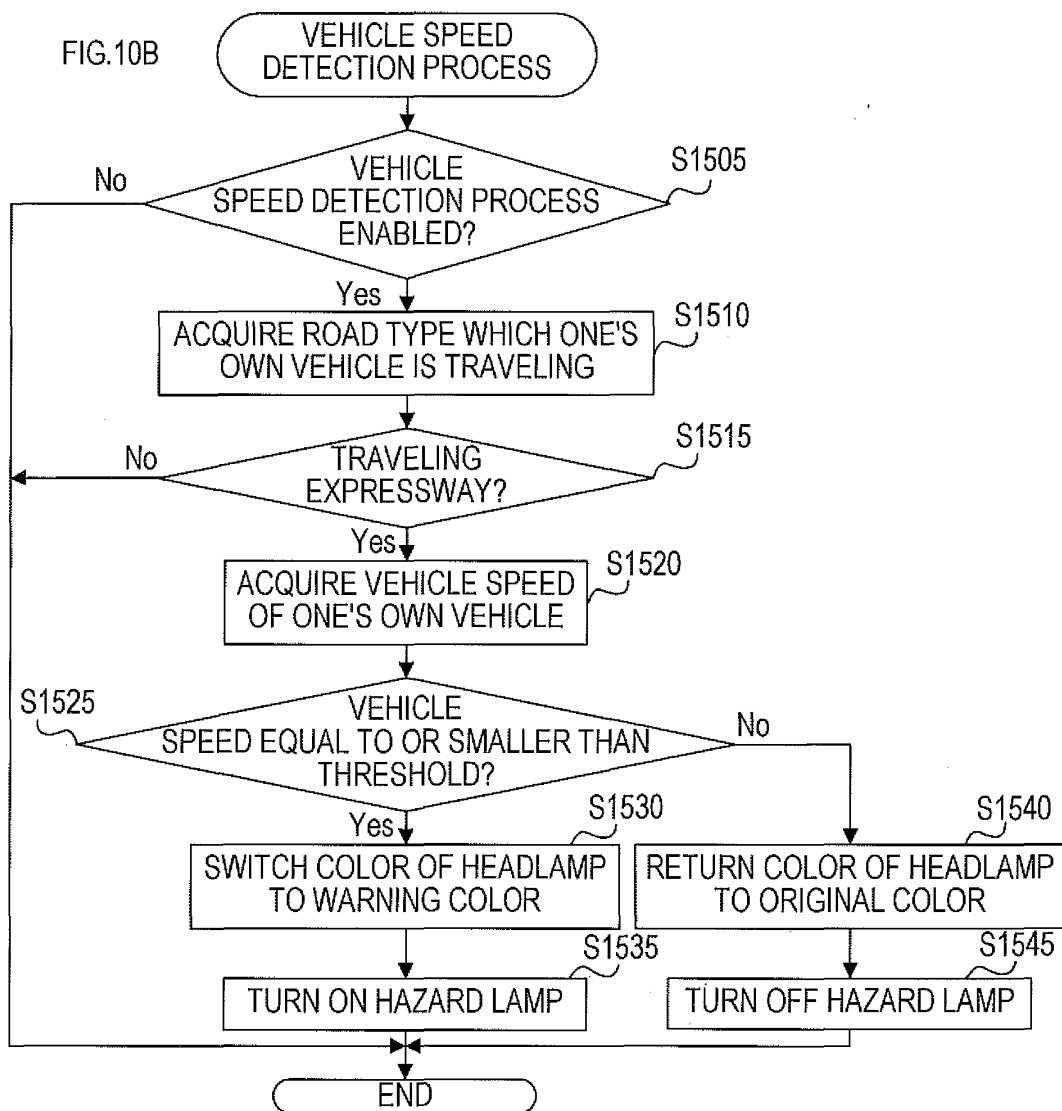 FIG.10B
VEHICLE SPEED
DETECTION PROCESS
S1505
No
VEHICLE
SPEED DETECTION PROCESS
ENABLED?
Yes
S1510
ACQUIRE ROAD TYPE WHICH ONE'S
OWN VEHICLE IS TRAVELING
S1515
No
TRAVELING
EXPRESSWAY?
Yes
S1520
ACQUIRE VEHICLE SPEED
OF ONE'S OWN VEHICLE
S1525
VEHICLE
SPEED EQUAL TO OR SMALLER THAN
THRESHOLD?
No
Yes
S1530
SWITCH COLOR OF HEADLAMP
TO WARNING COLOR
S1540
RETURN COLOR OF HEADLAMP
TO ORIGINAL COLOR
S1535
TURN ON HAZARD LAMP
S1545
TURN OFF HAZARD LAMP
END